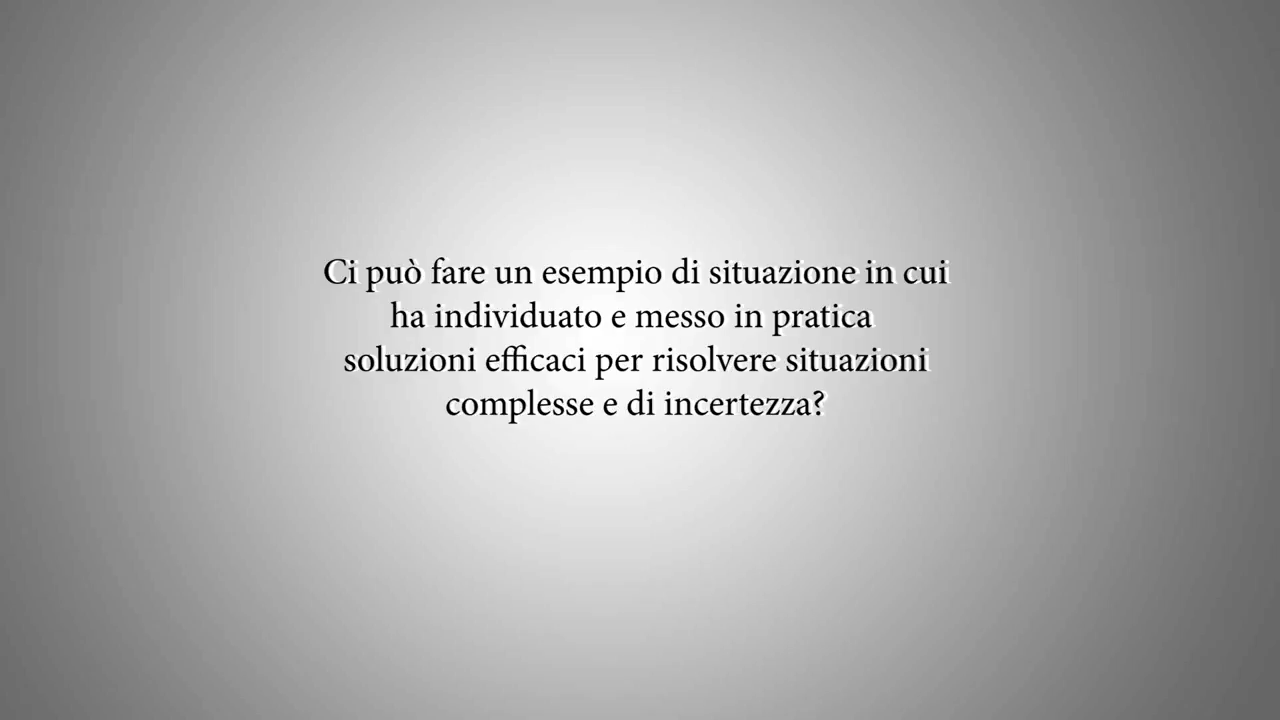 Ci può fare un esempio di situazione in cui
ha individuato e messo in pratica
soluzioni efficaci per risolvere situazioni
complesse e di incertezza?